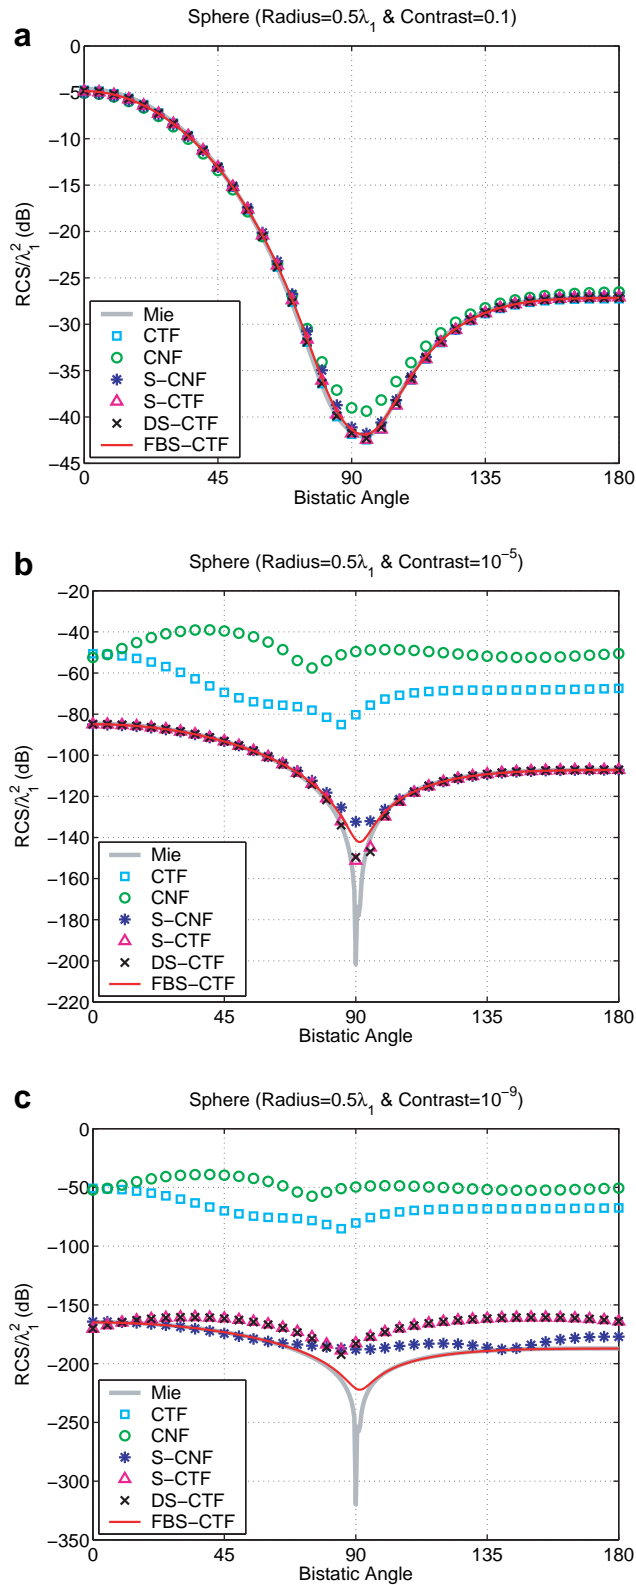 a
Sphere (Radius=0.5λ₁ & Contrast=0.1)
0
−5
−10
−15
−20
−25
−30
−35
−40
−45
RCS/λ₁² (dB)
Mie
CTF
CNF
S−CNF
S−CTF
DS−CTF
FBS−CTF
0 45 90 135 180
Bistatic Angle
b
Sphere (Radius=0.5λ₁ & Contrast=10⁻⁵)
−20
−40
−60
−80
−100
−120
−140
−160
−180
−200
−220
RCS/λ₁² (dB)
Mie
CTF
CNF
S−CNF
S−CTF
DS−CTF
FBS−CTF
0 45 90 135 180
Bistatic Angle
c
Sphere (Radius=0.5λ₁ & Contrast=10⁻⁹)
0
−50
−100
−150
−200
−250
−300
−350
RCS/λ₁² (dB)
Mie
CTF
CNF
S−CNF
S−CTF
DS−CTF
FBS−CTF
0 45 90 135 180
Bistatic Angle